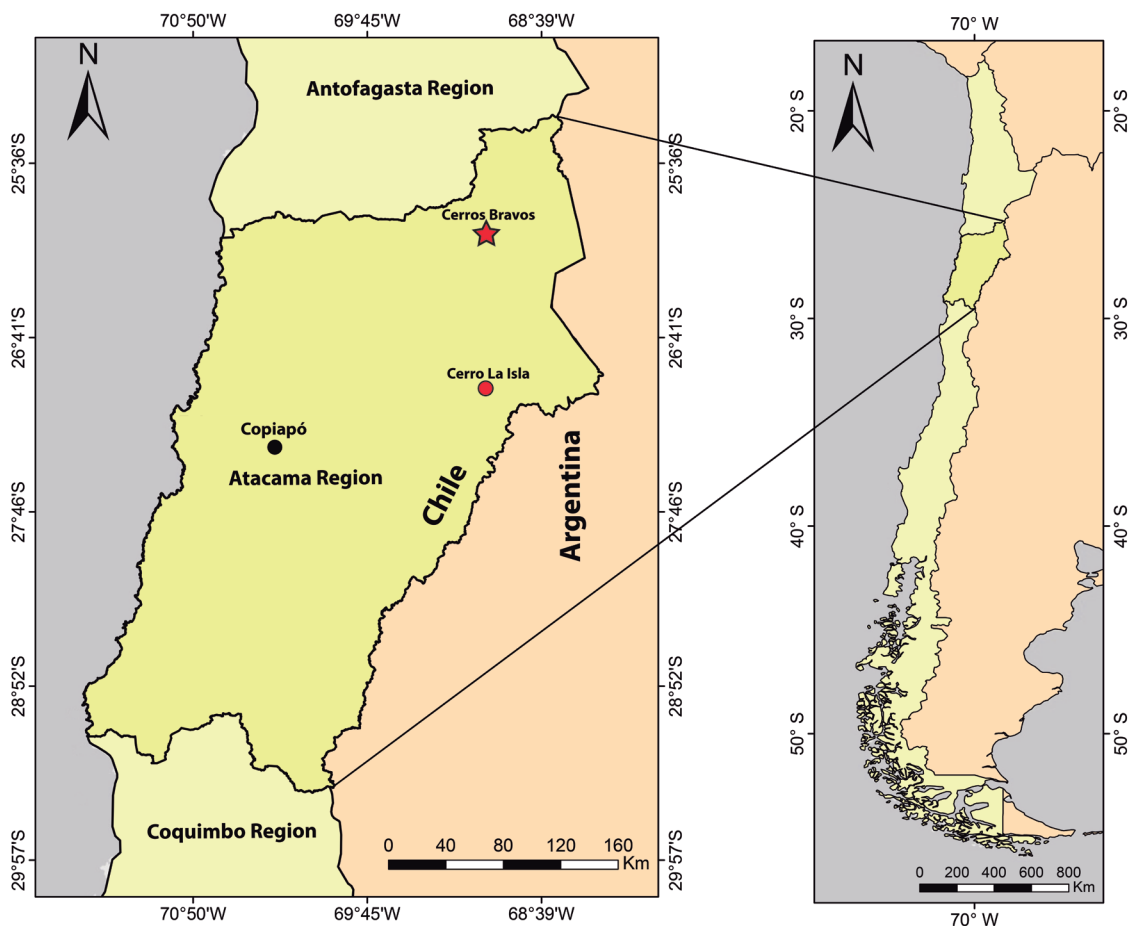 70°50' W 69°45' W 68°39' W
N
Antofagasta Region
25°36'S
25°36'S
Cerros Bravos
26°41'S
26°41'S
Cerro La Isla
Copiapó
Atacama Region
Chile
Argentina
27°46'S
27°46'S
28°52'S
28°52'S
Coquimbo Region
0 40 80 120 160
Km
29°57'S
29°57'S
70°50' W 69°45' W 68°39' W
70° W
N
20° S
20° S
30° S
30° S
40° S
40° S
50° S
50° S
0 200 400 600 800
Km
70° W